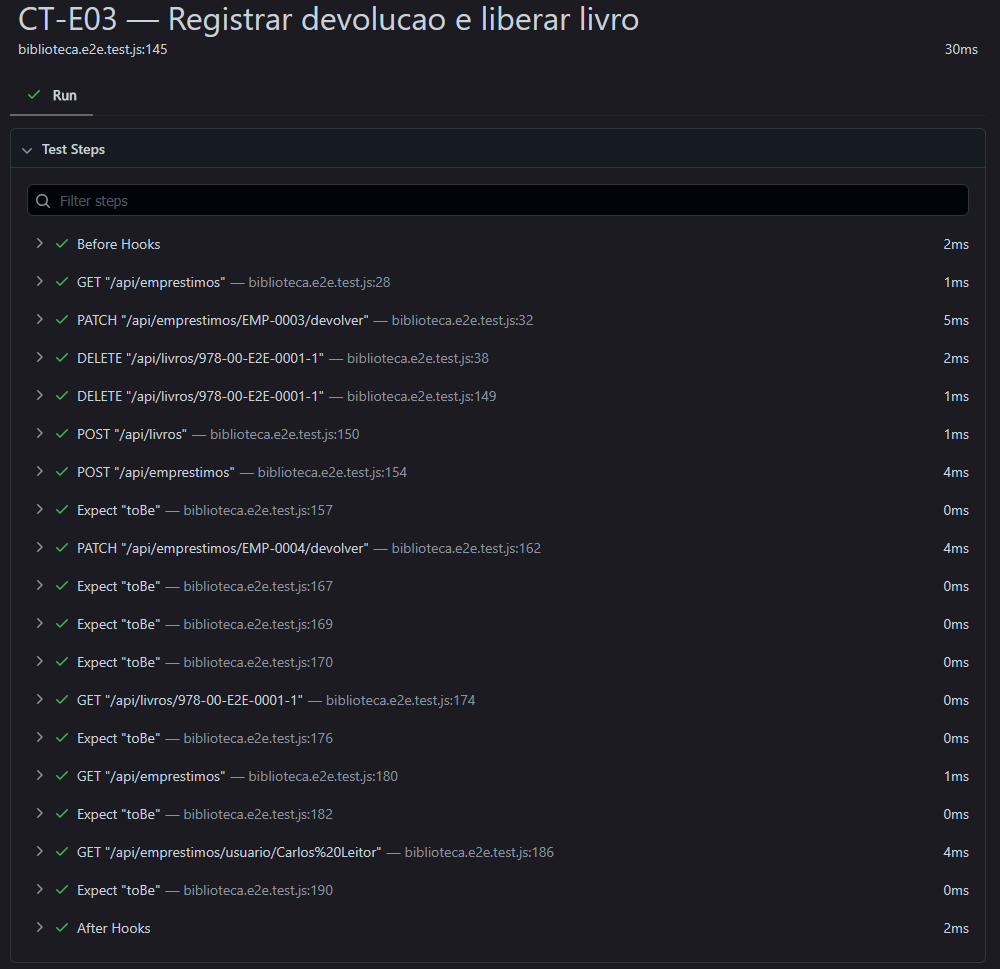 CT-E03 — Registrar devolucao e liberar livro
biblioteca.e2e.test.js:145 30ms
Run
Test Steps
Filter steps
Before Hooks 2ms
GET "/api/emprestimos" — biblioteca.e2e.test.js:28 1ms
PATCH "/api/emprestimos/EMP-0003/devolver" — biblioteca.e2e.test.js:32 5ms
DELETE "/api/livros/978-00-E2E-0001-1" — biblioteca.e2e.test.js:38 2ms
DELETE "/api/livros/978-00-E2E-0001-1" — biblioteca.e2e.test.js:149 1ms
POST "/api/livros" — biblioteca.e2e.test.js:150 1ms
POST "/api/emprestimos" — biblioteca.e2e.test.js:154 4ms
Expect "toBe" — biblioteca.e2e.test.js:157 0ms
PATCH "/api/emprestimos/EMP-0004/devolver" — biblioteca.e2e.test.js:162 4ms
Expect "toBe" — biblioteca.e2e.test.js:167 0ms
Expect "toBe" — biblioteca.e2e.test.js:169 0ms
Expect "toBe" — biblioteca.e2e.test.js:170 0ms
GET "/api/livros/978-00-E2E-0001-1" — biblioteca.e2e.test.js:174 0ms
Expect "toBe" — biblioteca.e2e.test.js:176 0ms
GET "/api/emprestimos" — biblioteca.e2e.test.js:180 1ms
Expect "toBe" — biblioteca.e2e.test.js:182 0ms
GET "/api/emprestimos/usuario/Carlos%20Leitor" — biblioteca.e2e.test.js:186 4ms
Expect "toBe" — biblioteca.e2e.test.js:190 0ms
After Hooks 2ms